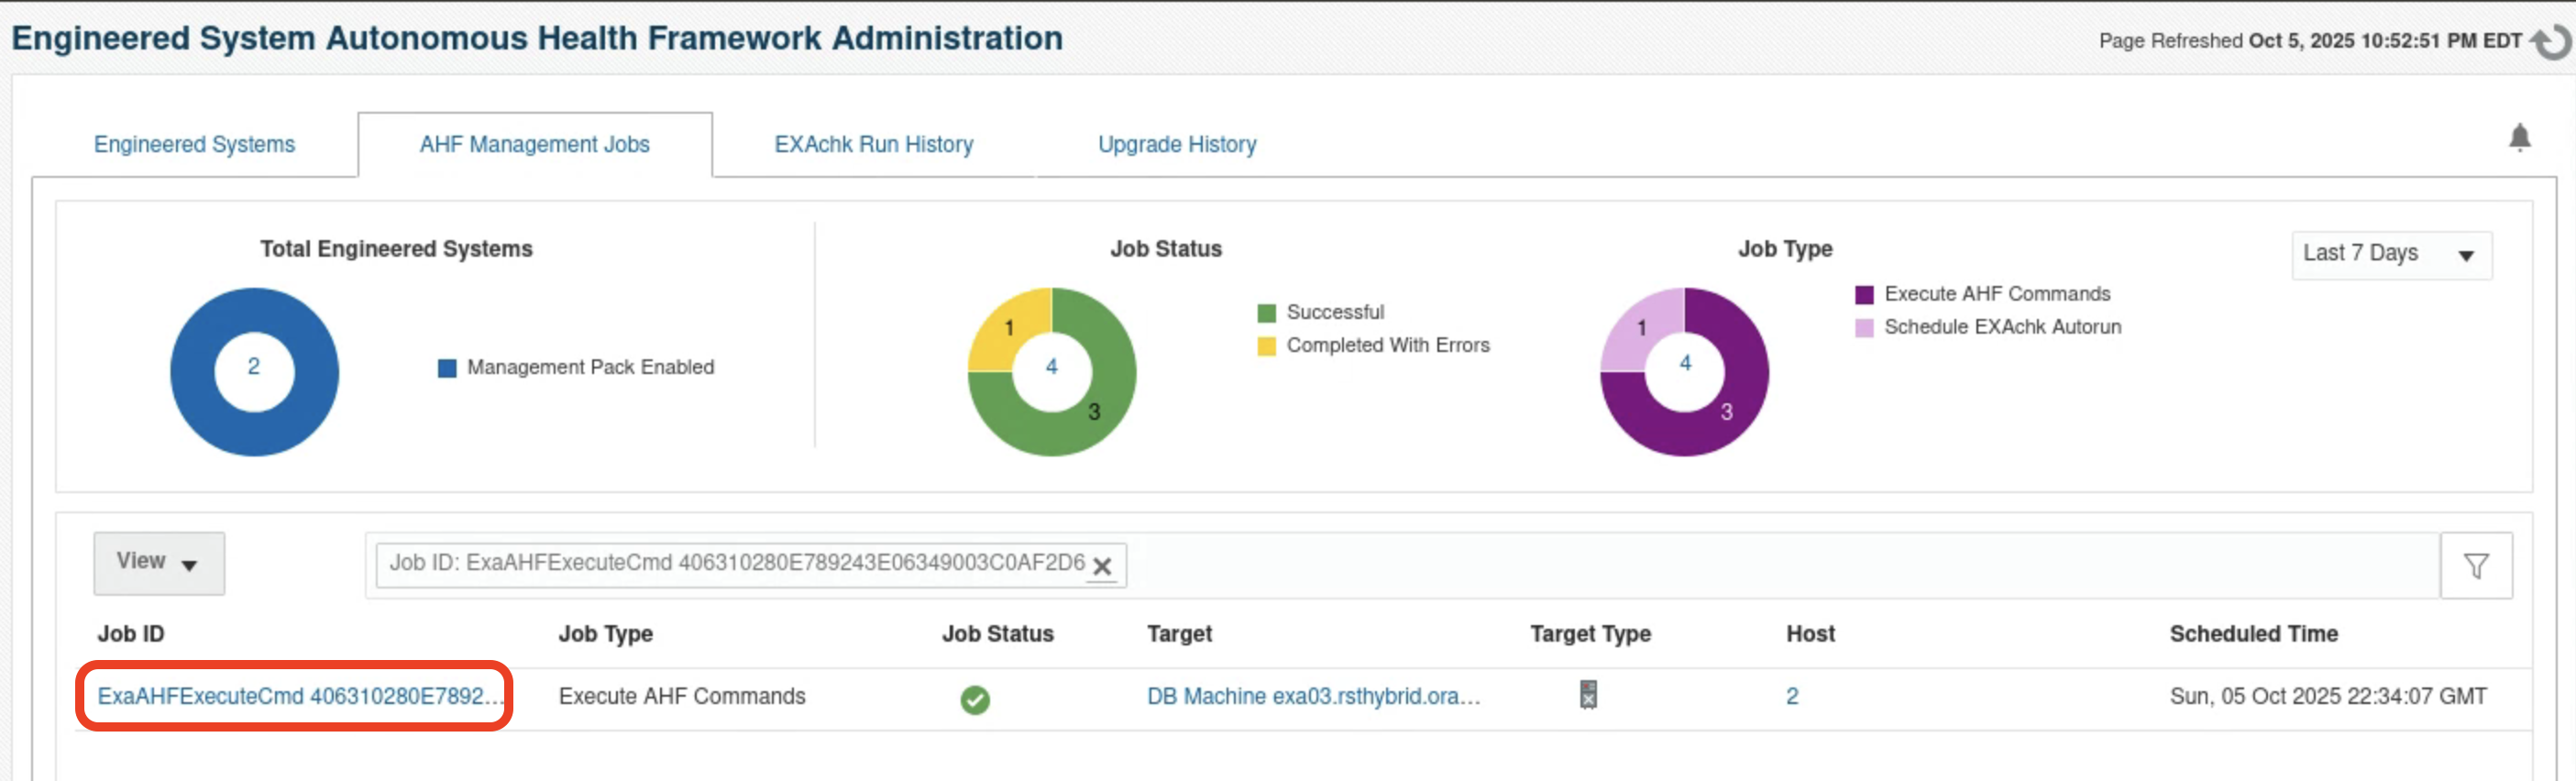 Engineered System Autonomous Health Framework Administration
Page Refreshed Oct 5, 2025 10:52:51 PM EDT
Engineered Systems
AHF Management Jobs
EXAchk Run History
Upgrade History
Total Engineered Systems
2
Management Pack Enabled
Job Status
1
4
3
Successful
Completed With Errors
Job Type
1
4
3
Execute AHF Commands
Schedule EXAchk Autorun
Last 7 Days
View
Job ID: ExaAHFExecuteCmd 406310280E789243E06349003C0AF2D6
Job ID Job Type Job Status Target Target Type Host Scheduled Time
ExaAHFExecuteCmd 406310280E7892... Execute AHF Commands DB Machine exa03.rsthybrid.ora... 2 Sun, 05 Oct 2025 22:34:07 GMT